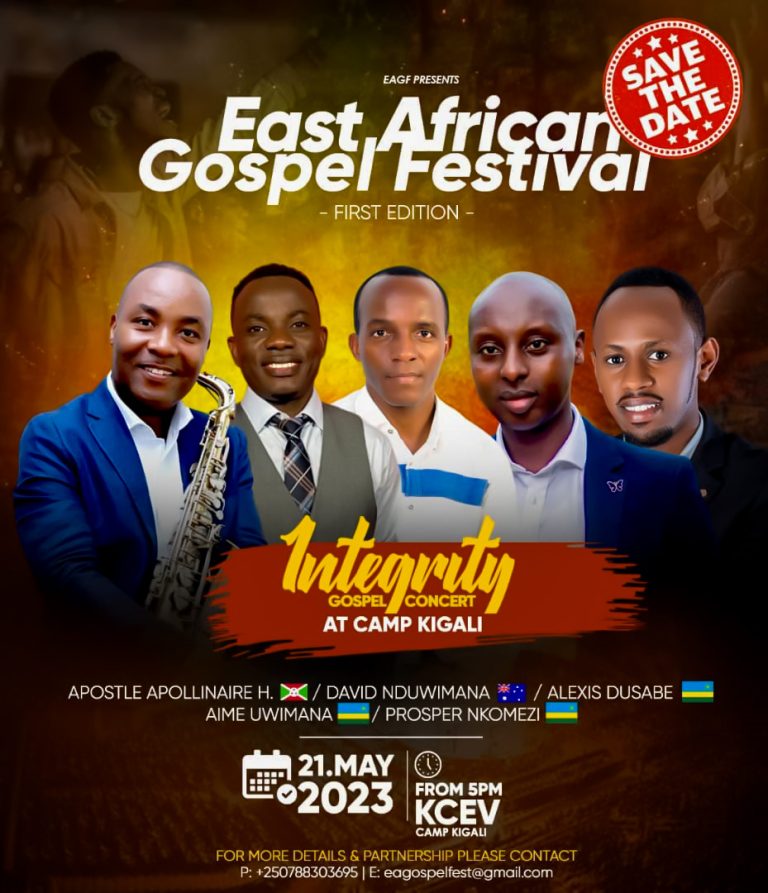 EAGF PRESENTS
East African
Gospel Festival
- FIRST EDITION -
SAVE
THE
DATE
Integrity
GOSPEL CONCERT
AT CAMP KIGALI
APOSTLE APOLLINAIRE H. / DAVID NDUWIMANA / ALEXIS DUSABE
AIME UWIMANA / PROSPER NKOMEZI
21.MAY
2023
FROM 5PM
KCEV
CAMP KIGALI
FOR MORE DETAILS & PARTNERSHIP PLEASE CONTACT
P: +250788303695 | E: eagospelfest@gmail.com